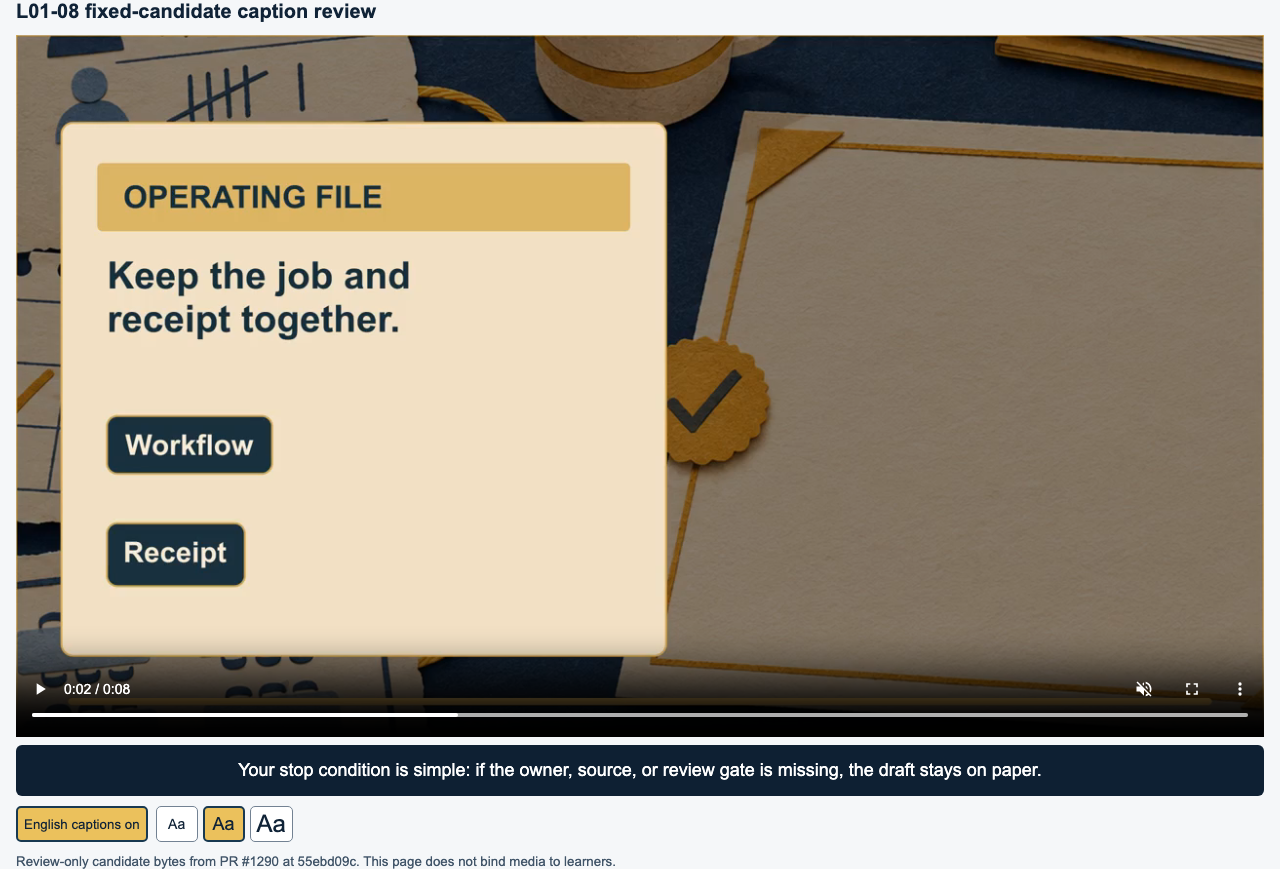 L01-08 fixed-candidate caption review
OPERATING FILE
Keep the job and
receipt together.
Workflow
Receipt
0:02 / 0:08
Your stop condition is simple: if the owner, source, or review gate is missing, the draft stays on paper.
English captions on
Aa
Aa
Aa
Review-only candidate bytes from PR #1290 at 55ebd09c. This page does not bind media to learners.